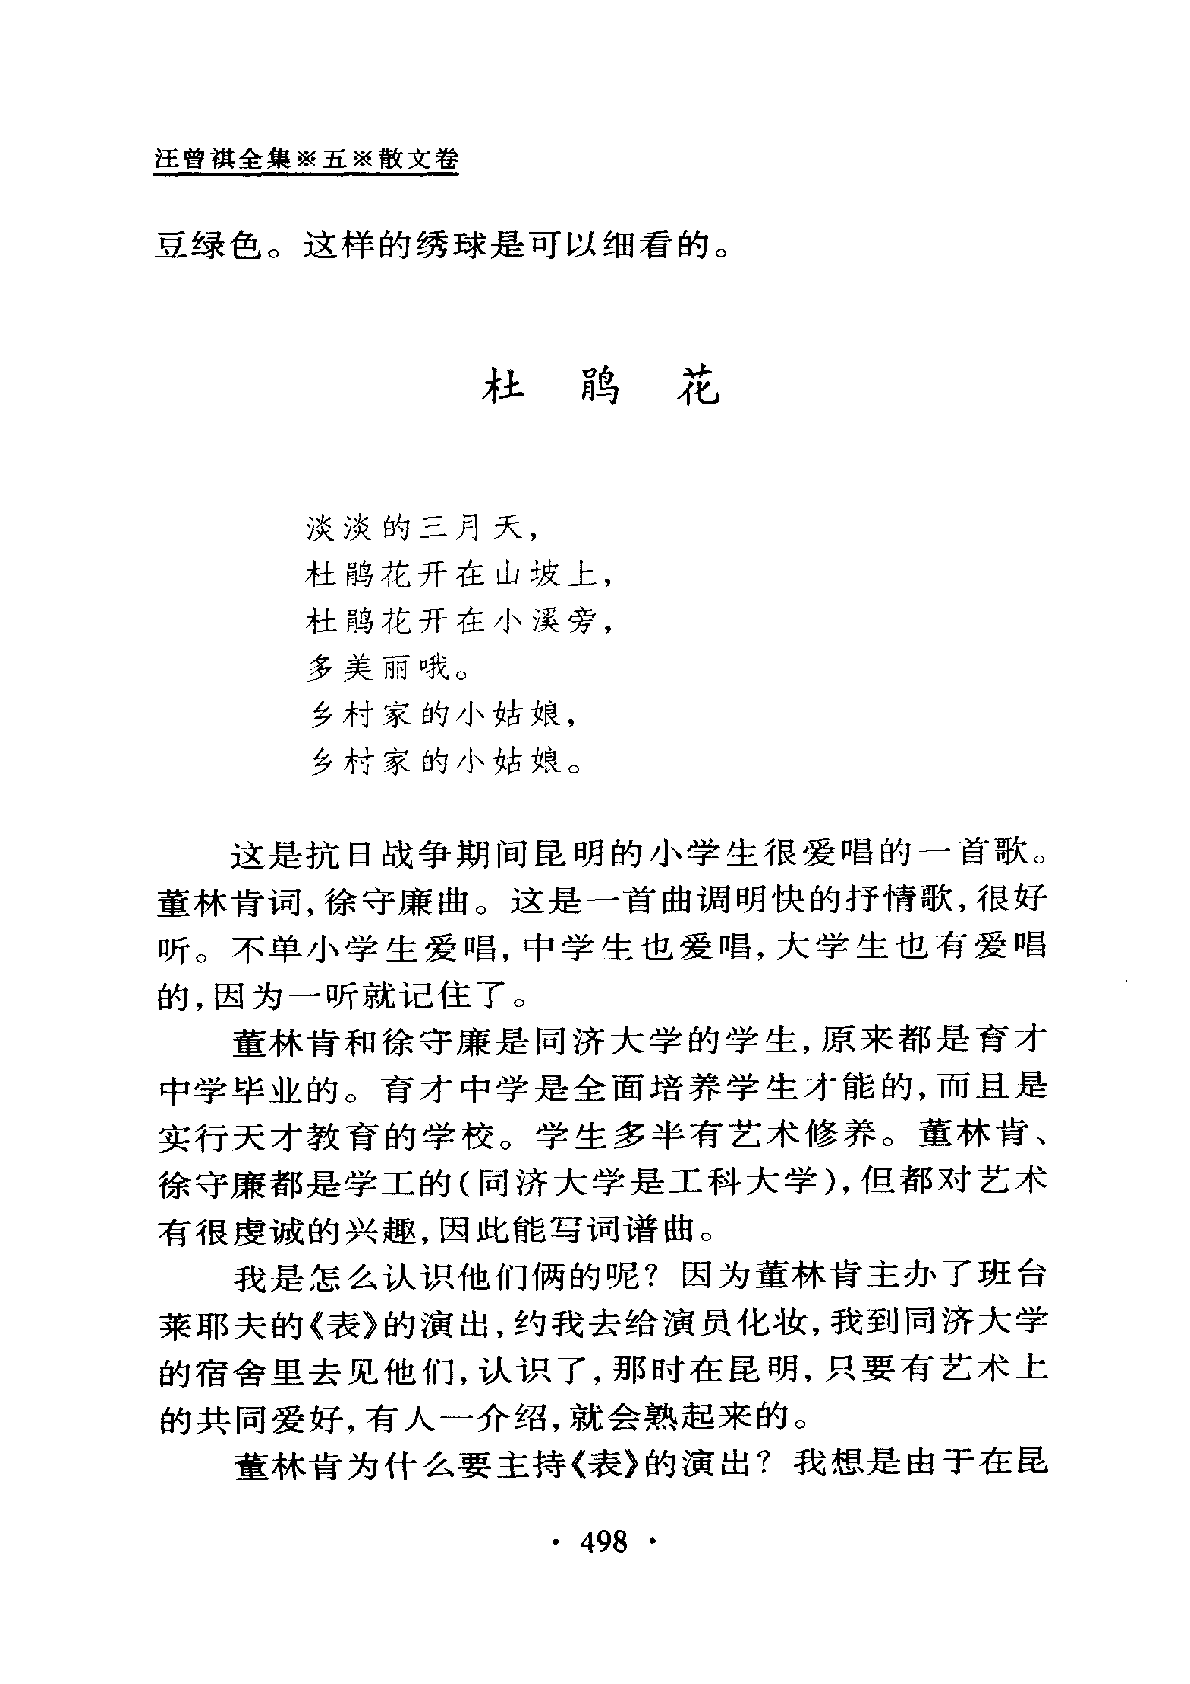 汪曾祺全集※五※散文卷
豆绿色。这样的绣球是可以细看的。
杜 鹃 花
淡淡的三月天，
杜鹃花开在山坡上，
杜鹃花开在小溪旁，
多美丽哦。
乡村家的小姑娘，
乡村家的小姑娘。
这是抗日战争期间昆明的小学生很爱唱的一首歌。
董林肯词，徐守廉曲。这是一首曲调明快的抒情歌，很好
听。不单小学生爱唱，中学生也爱唱，大学生也有爱唱
的，因为一听就记住了。
董林肯和徐守廉是同济大学的学生，原来都是育才
中学毕业的。育才中学是全面培养学生才能的，而且是
实行天才教育的学校。学生多半有艺术修养。董林肯、
徐守廉都是学工的(同济大学是工科大学)，但都对艺术
有很虔诚的兴趣，因此能写词谱曲。
我是怎么认识他们俩的呢？因为董林肯主办了班台
莱耶夫的《表》的演出，约我去给演员化妆，我到同济大学
的宿舍里去见他们，认识了，那时在昆明，只要有艺术上
的共同爱好，有人一介绍，就会熟起来的。
董林肯为什么要主持《表》的演出？我想是由于在昆
· 498 ·